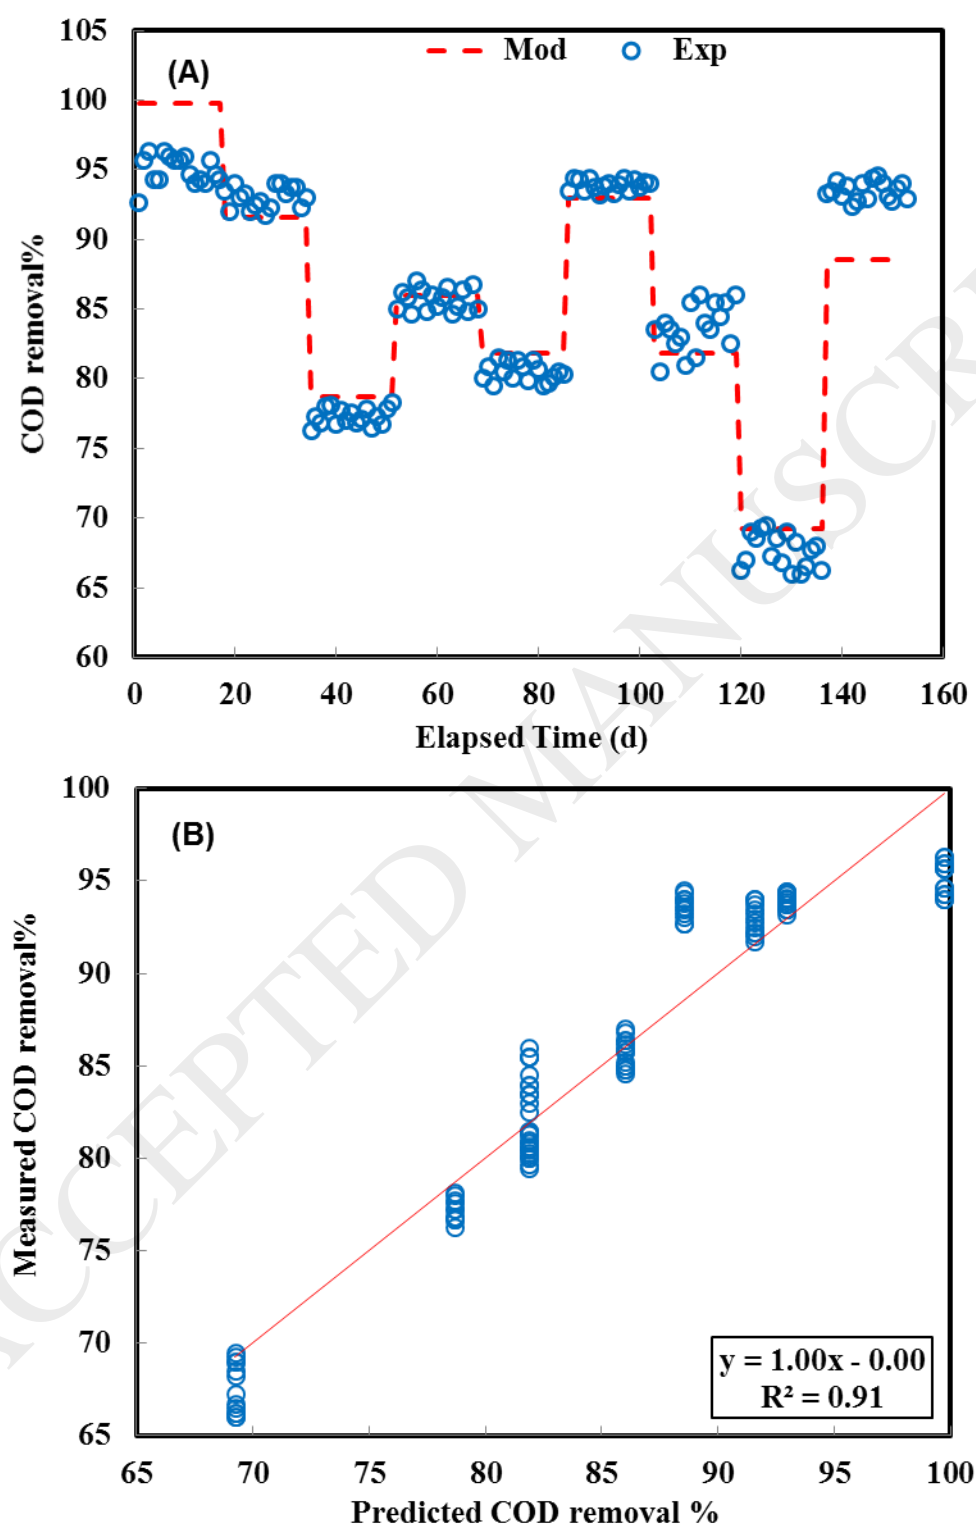 105
100
95
90
85
80
75
70
65
60
COD removal%
(A)
Mod
Exp
0 20 40 60 80 100 120 140 160
Elapsed Time (d)
ACCEPTED MANUSCRI
100
95
90
85
80
75
70
65
Measured COD removal%
(B)
y = 1.00x - 0.00
R² = 0.91
65 70 75 80 85 90 95 100
Predicted COD removal %